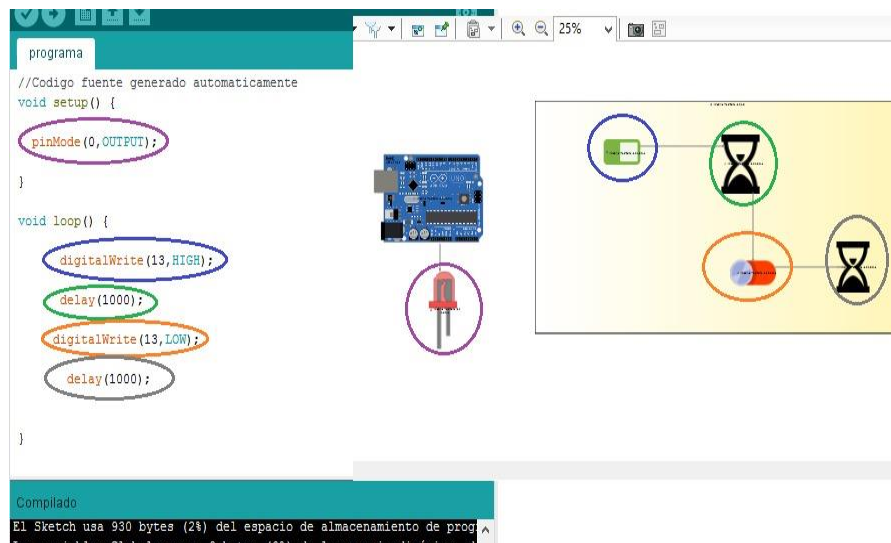 programa
//Codigo fuente generado automaticamente
void setup() {
pinMode(0,OUTPUT);
}
void loop() {
digitalWrite(13,HIGH);
delay(1000);
digitalWrite(13,LOW);
delay(1000);
}
Compilado
El Sketch usa 930 bytes (2%) del espacio de almacenamiento de
25%
UNO